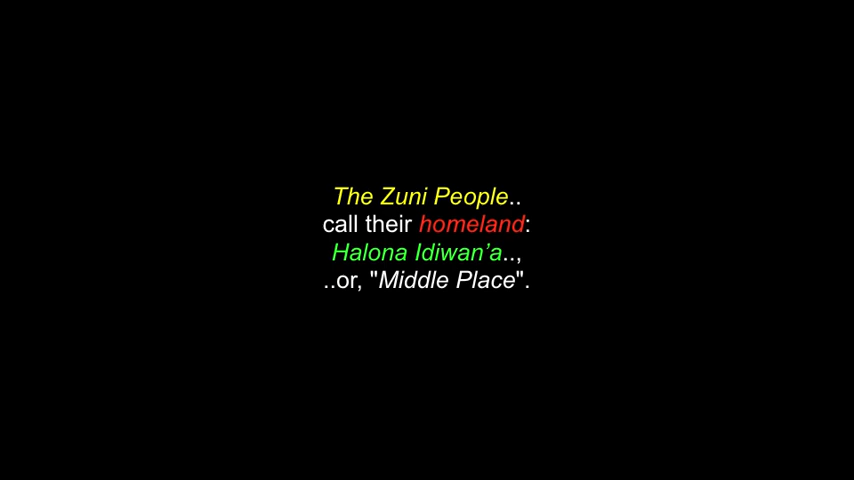 The Zuni People..
call their homeland:
Halona Idiwan’a..,
..or, "Middle Place".